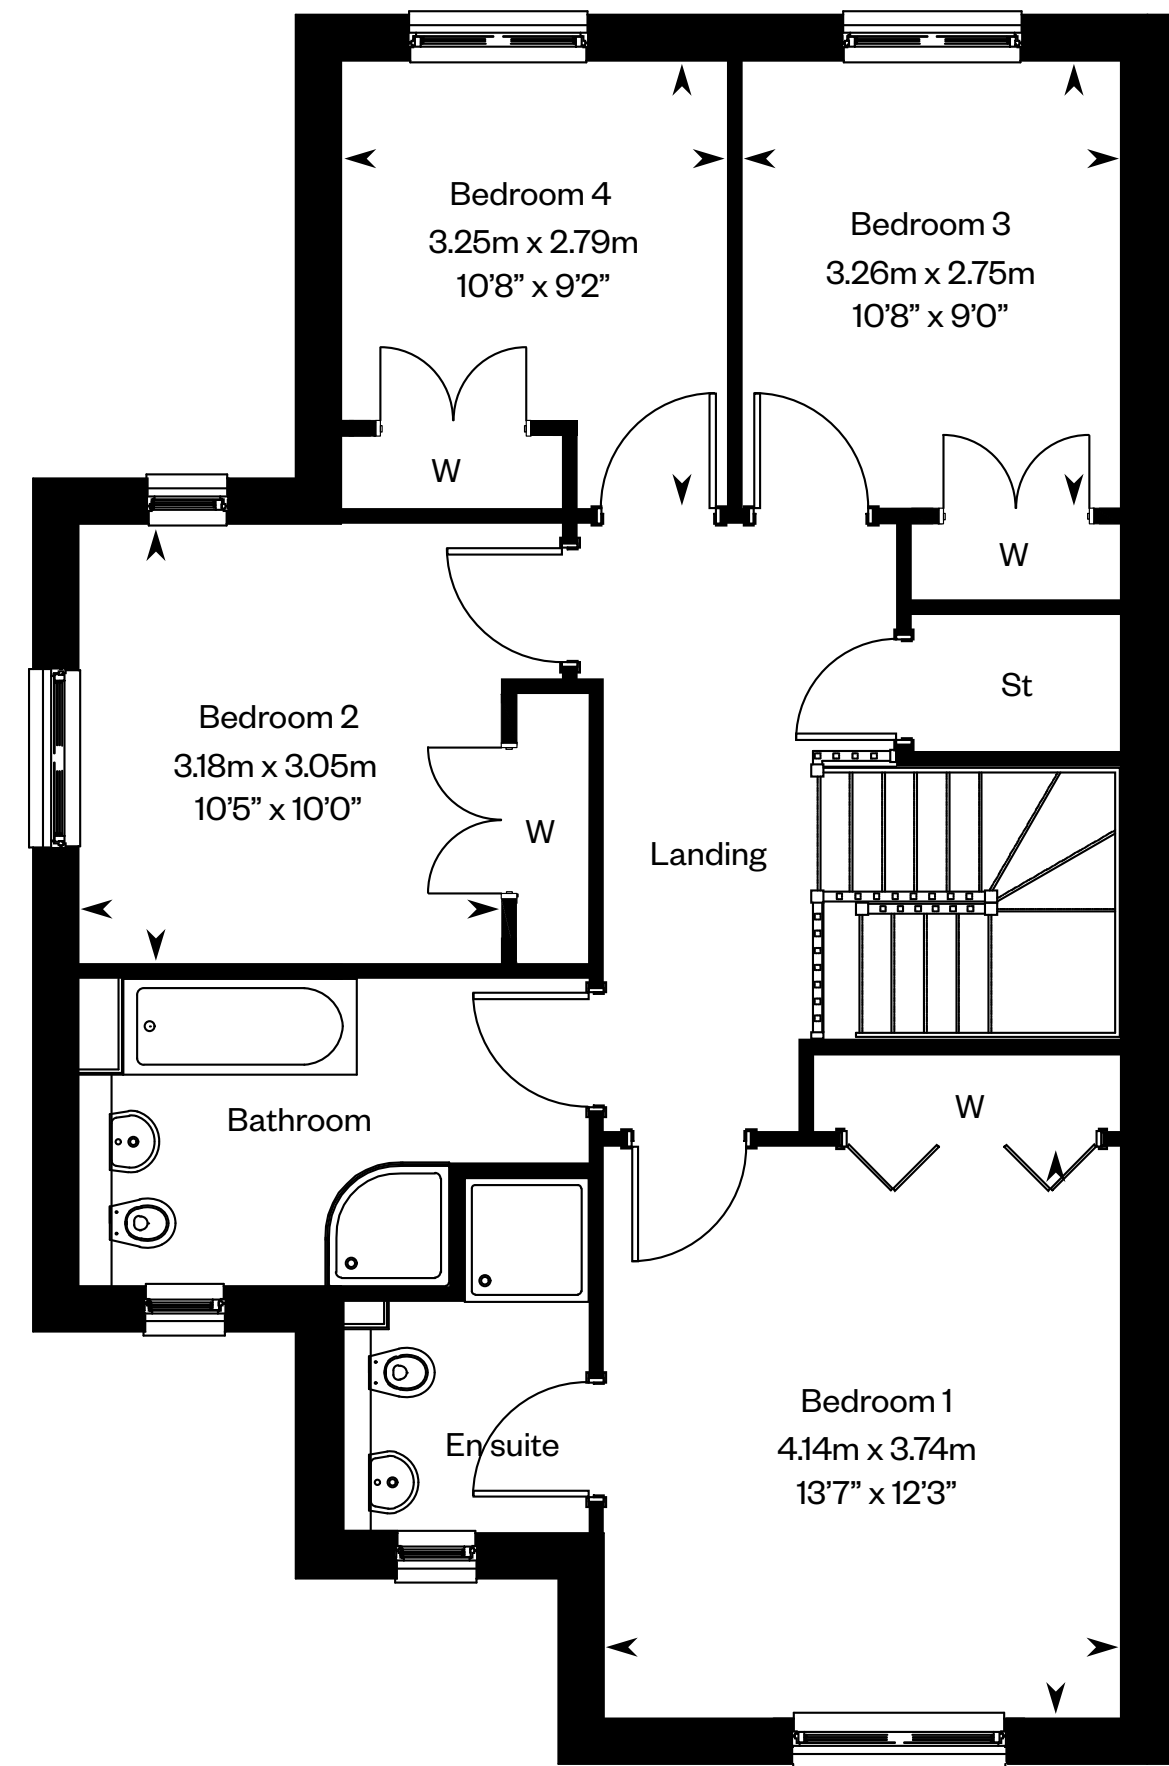 Bedroom 4
3.25m x 2.79m
10’8” x 9’2”
Bedroom 3
3.26m x 2.75m
10’8” x 9’0”
W
W
St
Bedroom 2
3.18m x 3.05m
10’5” x 10’0”
W
Landing
Bathroom
W
En suite
Bedroom 1
4.14m x 3.74m
13’7” x 12’3”